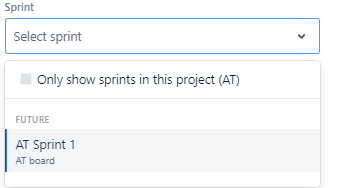 Sprint
Select sprint
Only show sprints in this project (AT)
FUTURE
AT Sprint 1
AT board